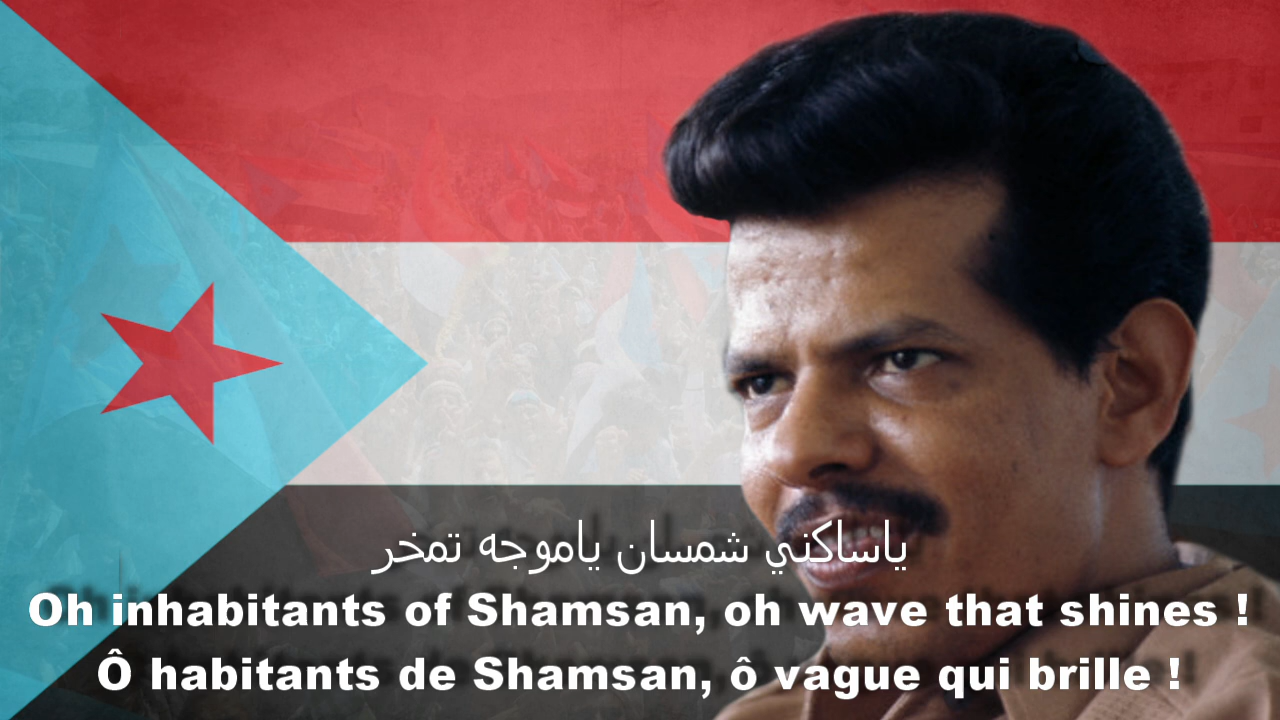 ياساكني شمسان ياموجه تمخر
Oh inhabitants of Shamsan, oh wave that shines !
Ô habitants de Shamsan, ô vague qui brille !